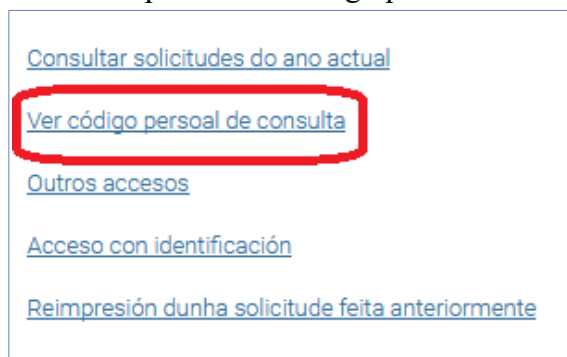 Consultar solicitudes do ano actual
Ver código persoal de consulta
Outros accesos
Acceso con identificación
Reimpresión dunha solicitude feita anteriormente